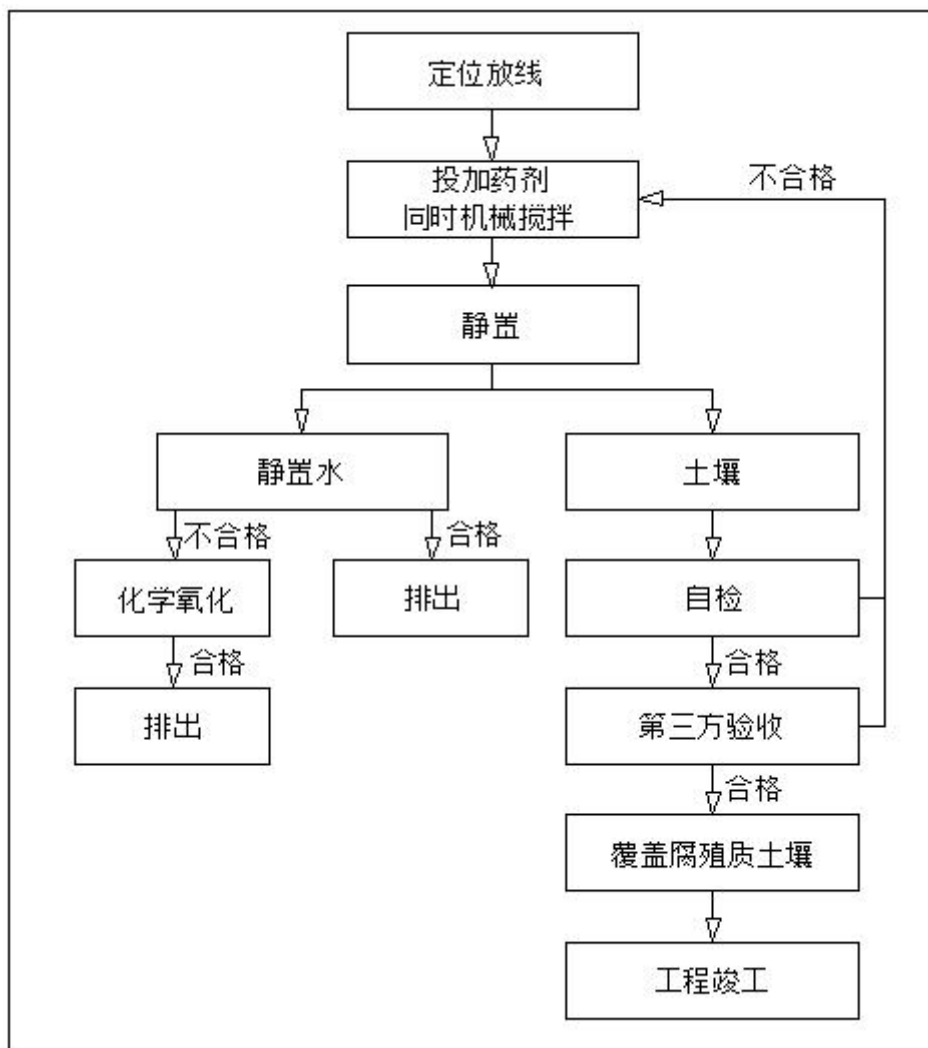 定位放线
投加药剂
同时机械搅拌
不合格
静置
静置水
土壤
不合格
合格
化学氧化
排出
自检
合格
合格
排出
第三方验收
合格
覆盖腐殖质土壤
工程竣工